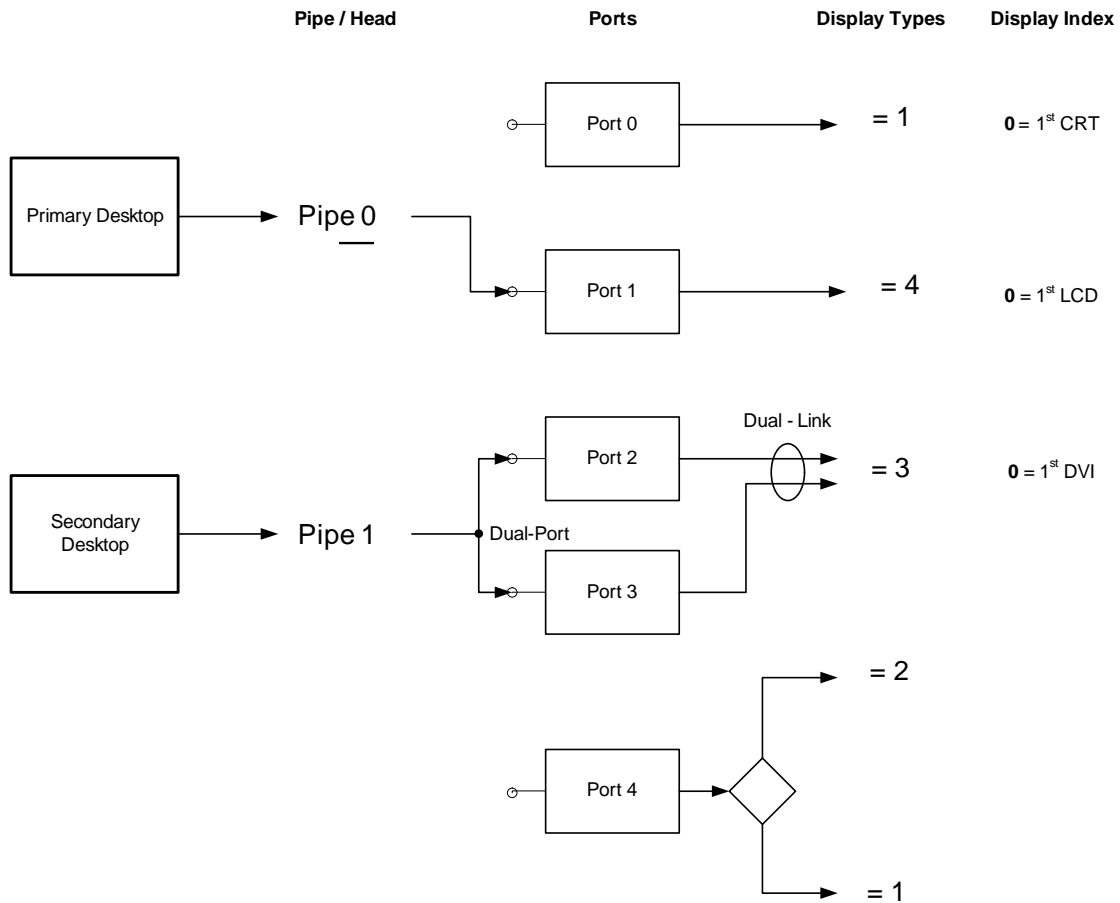 Pipe / Head Ports Display Types Display Index
Port 0 = 1 0 = 1st CRT
Primary Desktop Pipe 0
Port 1 = 4 0 = 1st LCD
Dual - Link
Port 2 = 3 0 = 1st DVI
Secondary
Desktop Pipe 1 Dual-Port
Port 3
= 2
Port 4
= 1